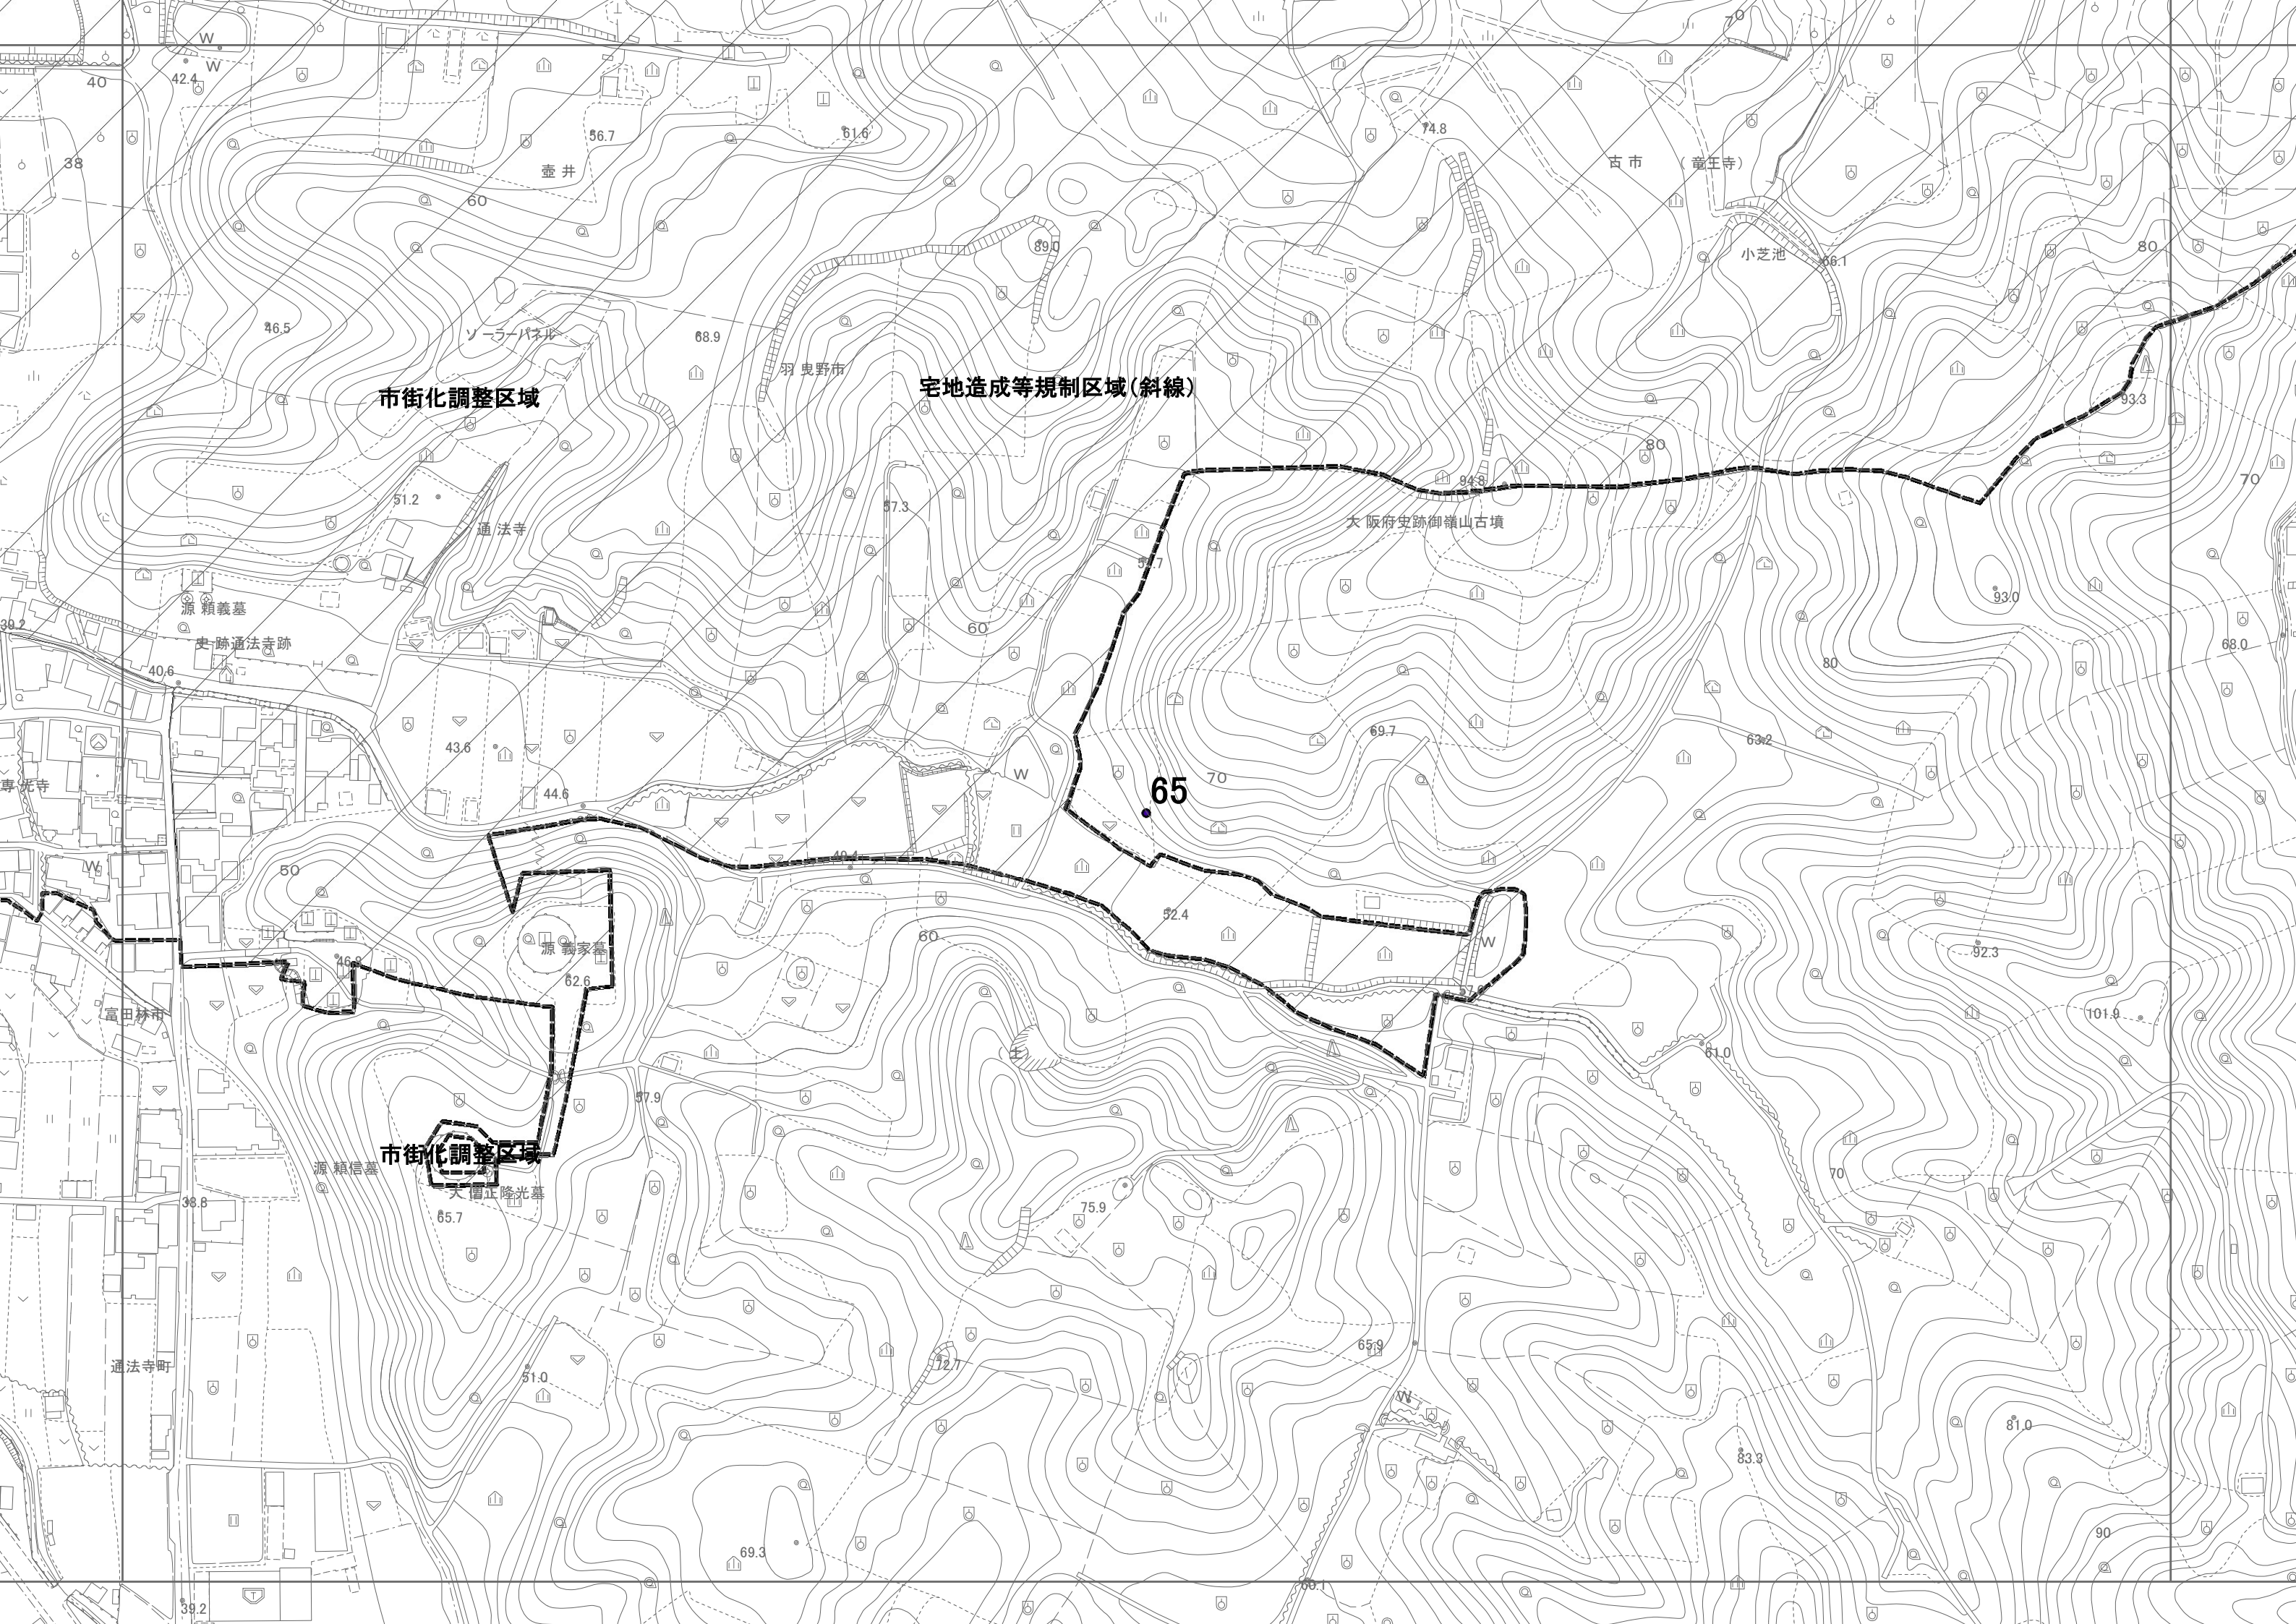 70
W
W
42.4
40
56.7
61.6
74.8
38
壺井
古市
(竜王寺)
60
89.0
80
小芝池
66.1
46.5
ソーラーパネル
68.9
羽曳野市
宅地造成等規制区域(斜線)
市街化調整区域
93.3
80
94.8
70
51.2
57.3
大阪府史跡御嶺山古墳
通法寺
60
93.0
源頼義墓
39.2
史跡通法寺跡
68.0
40.6
80
69.7
63.2
43.6
W
70
専光寺
65
44.6
49.4
W
50
52.4
60
W
源義家墓
92.3
46.8
62.6
富田林市
101.9
(土)
61.0
57.9
市街化調整区域
源頼信墓
70
大僧正隆光墓
38.8
65.7
75.9
65.9
通法寺町
72.7
51.0
W
81.0
83.3
90
69.3
60.1
T
39.2